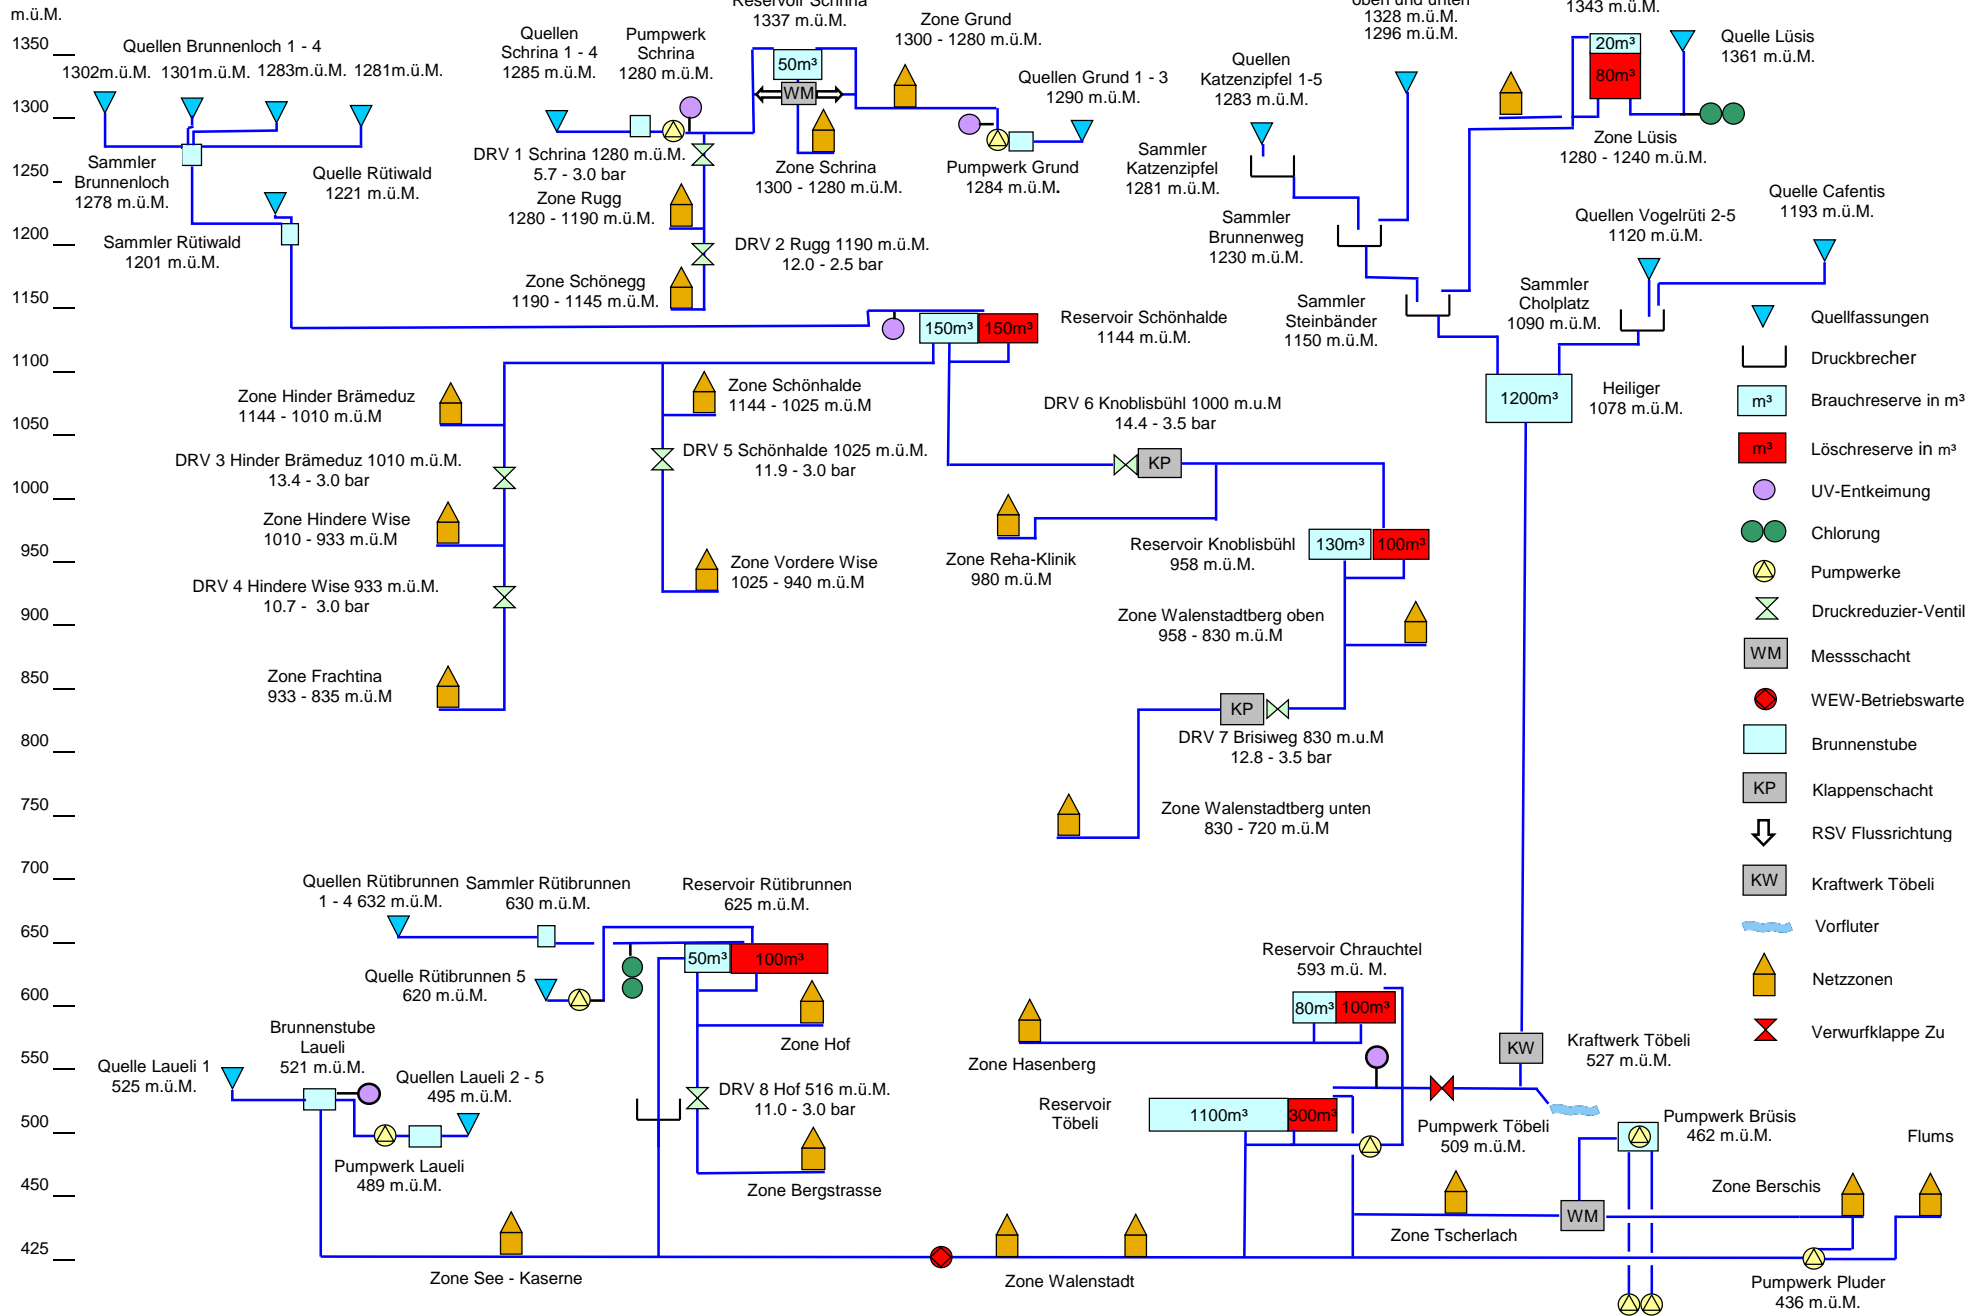 m.ü.M.
1350
1300
1250
1200
1150
1100
1050
1000
950
900
850
800
750
700
650
600
550
500
450
425
Quellen Brunnenloch 1 - 4
1302m.ü.M.
1301m.ü.M.
1283m.ü.M.
1281m.ü.M.
Sammler
Brunnenloch
1278 m.ü.M.
Quelle Rütiwald
1221 m.ü.M.
Sammler Rütiwald
1201 m.ü.M.
Quellen
Schrina 1 - 4
1285 m.ü.M.
Pumpwerk
Schrina
1280 m.ü.M.
Reservoir Schrina
1337 m.ü.M.
50m³
WM
Zone Grund
1300 - 1280 m.ü.M.
Quellen Grund 1 - 3
1290 m.ü.M.
DRV 1 Schrina 1280 m.ü.M.
5.7 - 3.0 bar
Zone Schrina
1300 - 1280 m.ü.M.
Pumpwerk Grund
1284 m.ü.M.
Zone Rugg
1280 - 1190 m.ü.M.
DRV 2 Rugg 1190 m.ü.M.
12.0 - 2.5 bar
Zone Schönegg
1190 - 1145 m.ü.M.
oben und unten
1328 m.ü.M.
1296 m.ü.M.
Quellen
Katzenzipfel 1-5
1283 m.ü.M.
Sammler
Katzenzipfel
1281 m.ü.M.
Sammler
Brunnenweg
1230 m.ü.M.
Sammler
Steinbänder
1150 m.ü.M.
1343 m.ü.M.
20m³
80m³
Quelle Lüsis
1361 m.ü.M.
Zone Lüsis
1280 - 1240 m.ü.M.
Quelle Cafentis
1193 m.ü.M.
Quellen Vogelrüti 2-5
1120 m.ü.M.
Sammler
Cholplatz
1090 m.ü.M.
1200m³
Heiliger
1078 m.ü.M.
150m³
150m³
Reservoir Schönhalde
1144 m.ü.M.
Zone Hinder Brämeduz
1144 - 1010 m.ü.M
Zone Schönhalde
1144 - 1025 m.ü.M
DRV 6 Knoblisbühl 1000 m.u.M
14.4 - 3.5 bar
KP
DRV 3 Hinder Brämeduz 1010 m.ü.M.
13.4 - 3.0 bar
DRV 5 Schönhalde 1025 m.ü.M.
11.9 - 3.0 bar
Zone Hindere Wise
1010 - 933 m.ü.M
Zone Vordere Wise
1025 - 940 m.ü.M
Zone Reha-Klinik
980 m.ü.M
Reservoir Knoblisbühl
958 m.ü.M.
130m³
100m³
DRV 4 Hindere Wise 933 m.ü.M.
10.7 - 3.0 bar
Zone Walenstadtberg oben
958 - 830 m.ü.M
Zone Frachtina
933 - 835 m.ü.M
KP
DRV 7 Brisiweg 830 m.u.M
12.8 - 3.5 bar
Zone Walenstadtberg unten
830 - 720 m.ü.M
Quellfassungen
Druckbrecher
m³
Brauchreserve in m³
m³
Löschreserve in m³
UV-Entkeimung
Chlorung
Pumpwerke
Druckreduzier-Ventil
WM
Messschacht
WEW-Betriebswarte
Brunnenstube
KP
Klappenschacht
RSV Flussrichtung
KW
Kraftwerk Töbeli
Vorfluter
Netzzonen
Verwurfklappe Zu
Quellen Rütibrunnen
1 - 4 632 m.ü.M.
Sammler Rütibrunnen
630 m.ü.M.
Reservoir Rütibrunnen
625 m.ü.M.
50m³
100m³
Quelle Rütibrunnen 5
620 m.ü.M.
Zone Hof
Brunnenstube
Laueli
521 m.ü.M.
Quelle Laueli 1
525 m.ü.M.
Quellen Laueli 2 - 5
495 m.ü.M.
Pumpwerk Laueli
489 m.ü.M.
DRV 8 Hof 516 m.ü.M.
11.0 - 3.0 bar
Zone Bergstrasse
Zone See - Kaserne
Reservoir Chrauchtel
593 m.ü. M.
80m³
100m³
Zone Hasenberg
Reservoir
Töbeli
1100m³
300m³
KW
Kraftwerk Töbeli
527 m.ü.M.
Pumpwerk Töbeli
509 m.ü.M.
Pumpwerk Brüsis
462 m.ü.M.
Flums
Zone Berschis
WM
Zone Tscherlach
Zone Walenstadt
Pumpwerk Pluder
436 m.ü.M.